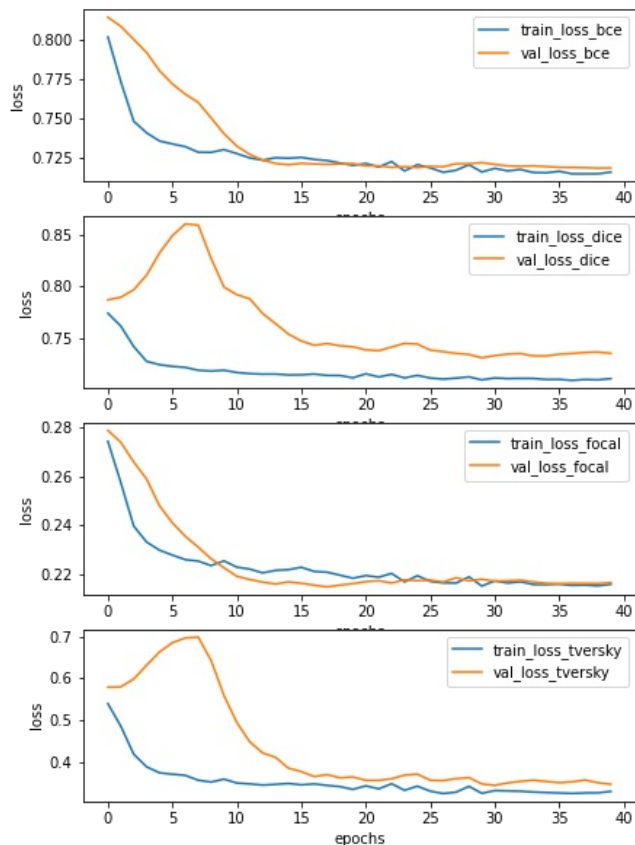 train_loss_bce
val_loss_bce
loss
0.800
0.775
0.750
0.725
0 5 10 15 20 25 30 35 40
epochs
train_loss_dice
val_loss_dice
loss
0.85
0.80
0.75
0 5 10 15 20 25 30 35 40
epochs
train_loss_focal
val_loss_focal
loss
0.28
0.26
0.24
0.22
0 5 10 15 20 25 30 35 40
epochs
train_loss_tversky
val_loss_tversky
loss
0.7
0.6
0.5
0.4
0 5 10 15 20 25 30 35 40
epochs